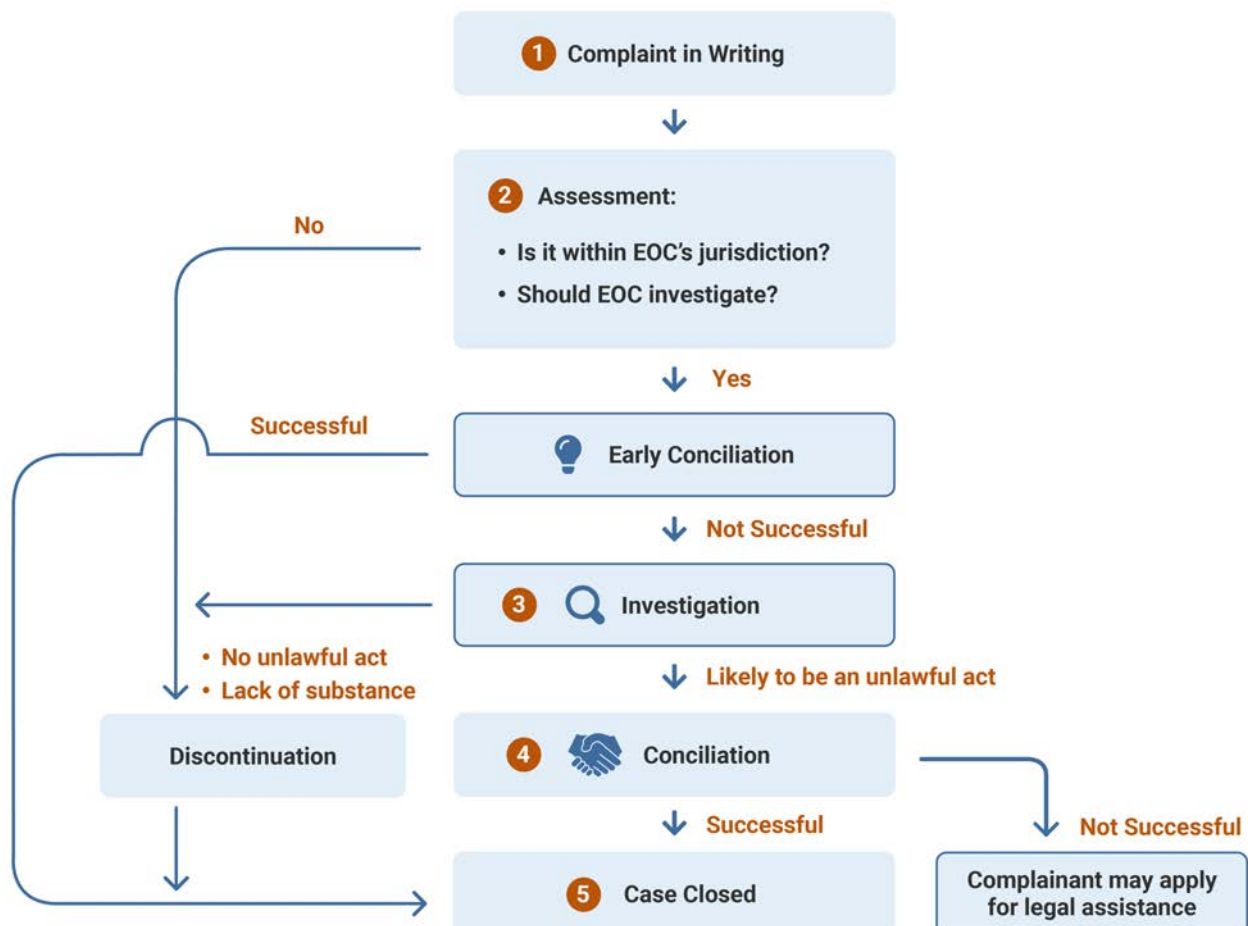 1 Complaint in Writing
2 Assessment:
No
• Is it within EOC's jurisdiction?
• Should EOC investigate?
Yes
Successful
Early Conciliation
Not Successful
3 Investigation
• No unlawful act
• Lack of substance
Likely to be an unlawful act
Discontinuation
4 Conciliation
Successful
Not Successful
5 Case Closed
Complainant may apply
for legal assistance